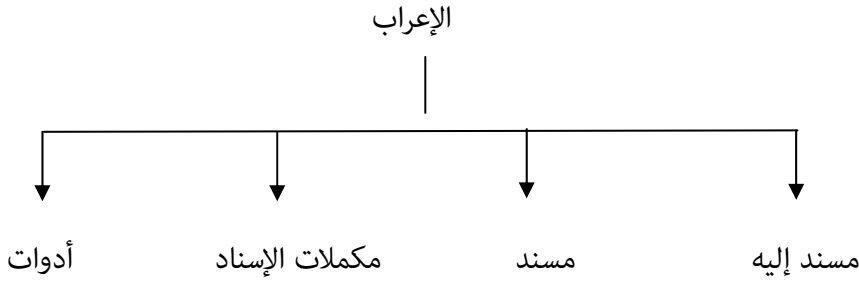 الإعراب
مسند إليه
مسند
مكملات الإسناد
أدوات